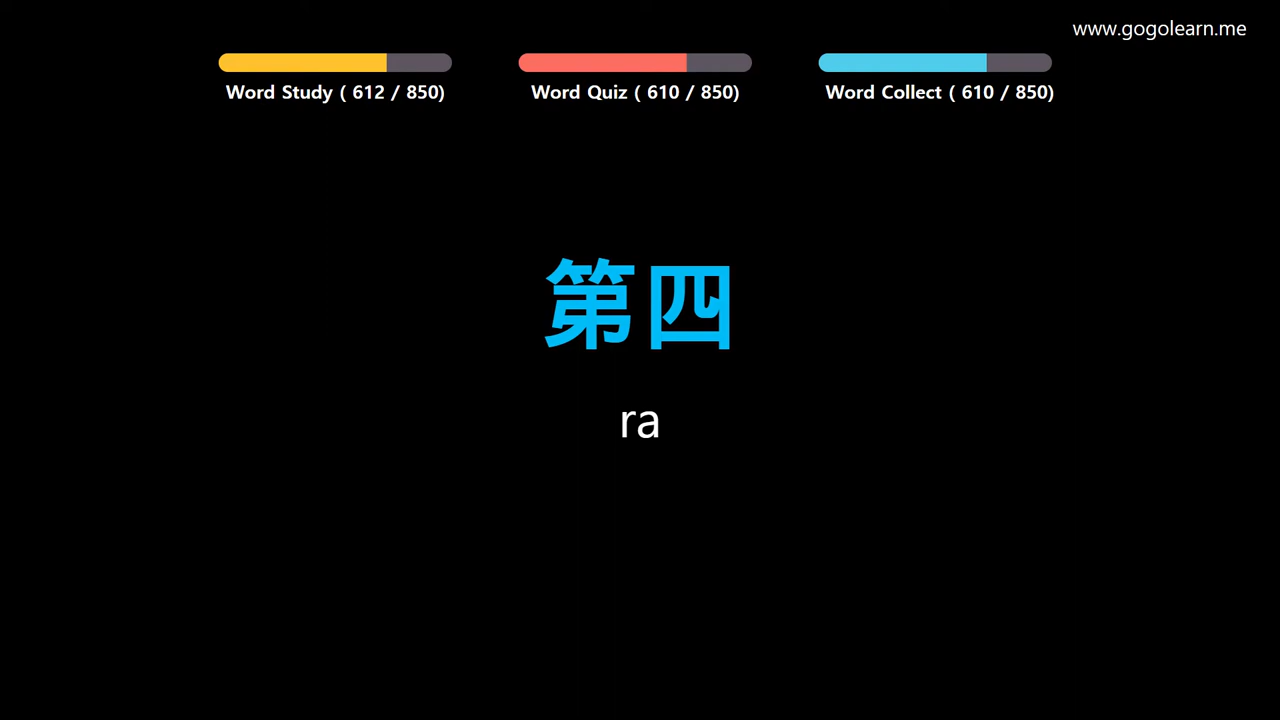 www.gogolearn.me
Word Study ( 612 / 850)
Word Quiz ( 610 / 850)
Word Collect ( 610 / 850)
第四
ra